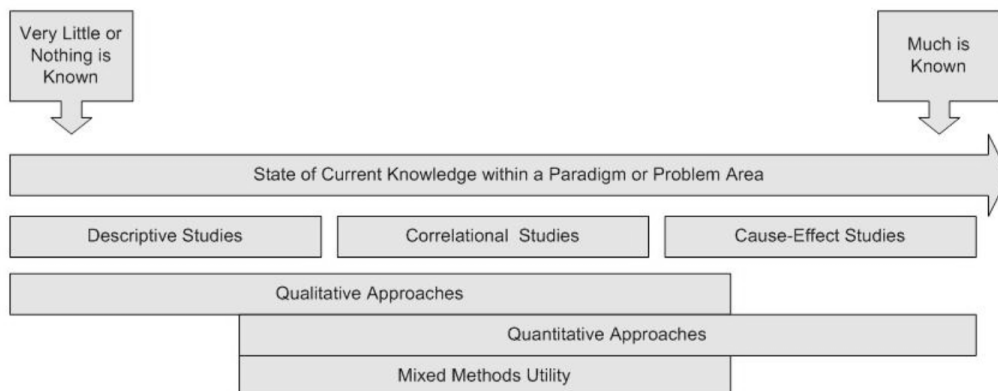 Very Little or
Nothing is
Known
Much is
Known
State of Current Knowledge within a Paradigm or Problem Area
Descriptive Studies
Correlational Studies
Cause-Effect Studies
Qualitative Approaches
Quantitative Approaches
Mixed Methods Utility